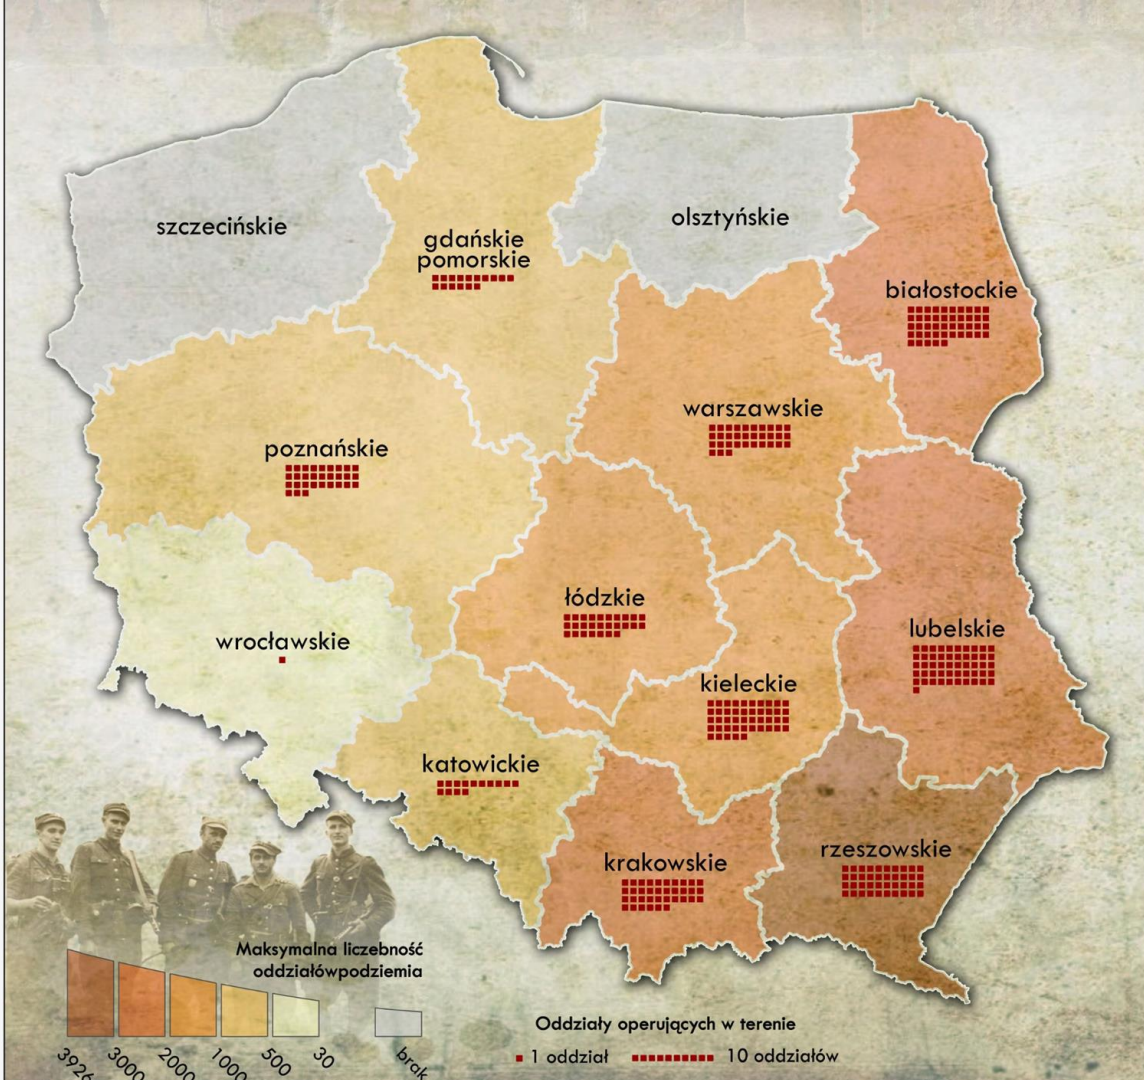 szczecińskie
gdańskie
pomorskie
olsztyńskie
białostockie
warszawskie
poznańskie
łódzkie
wrocławskie
lubelskie
kieleckie
katowickie
krakowskie
rzeszowskie
Maksymalna liczebność
oddziałówpodziemia
3926
3000
2000
1000
500
30
brak
Oddziały operujących w terenie
1 oddział
10 oddziałów